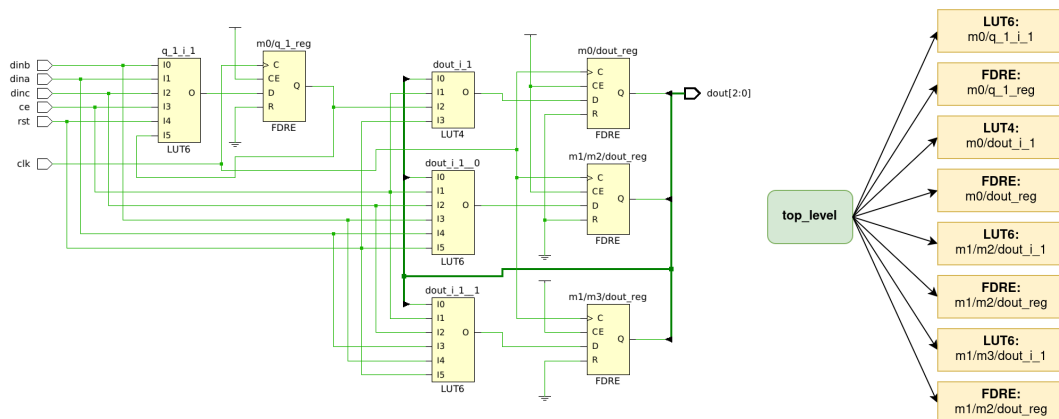 dinb
dina
dinc
ce
rst
clk
q_1_i_1
I0
I1
I2
I3
I4
I5
O
LUT6
m0/q_1_reg
C
CE
D
R
Q
FDRE
dout_i_1
I0
I1
I2
I3
O
LUT4
dout_i_1__0
I0
I1
I2
I3
I4
I5
O
LUT6
dout_i_1__1
I0
I1
I2
I3
I4
I5
O
LUT6
m0/dout_reg
C
CE
D
R
Q
FDRE
m1/m2/dout_reg
C
CE
D
R
Q
FDRE
m1/m3/dout_reg
C
CE
D
R
Q
FDRE
dout[2:0]
top_level
LUT6:
m0/q_1_i_1
FDRE:
m0/q_1_reg
LUT4:
m0/dout_i_1
FDRE:
m0/dout_reg
LUT6:
m1/m2/dout_i_1
FDRE:
m1/m2/dout_reg
LUT6:
m1/m3/dout_i_1
FDRE:
m1/m2/dout_reg